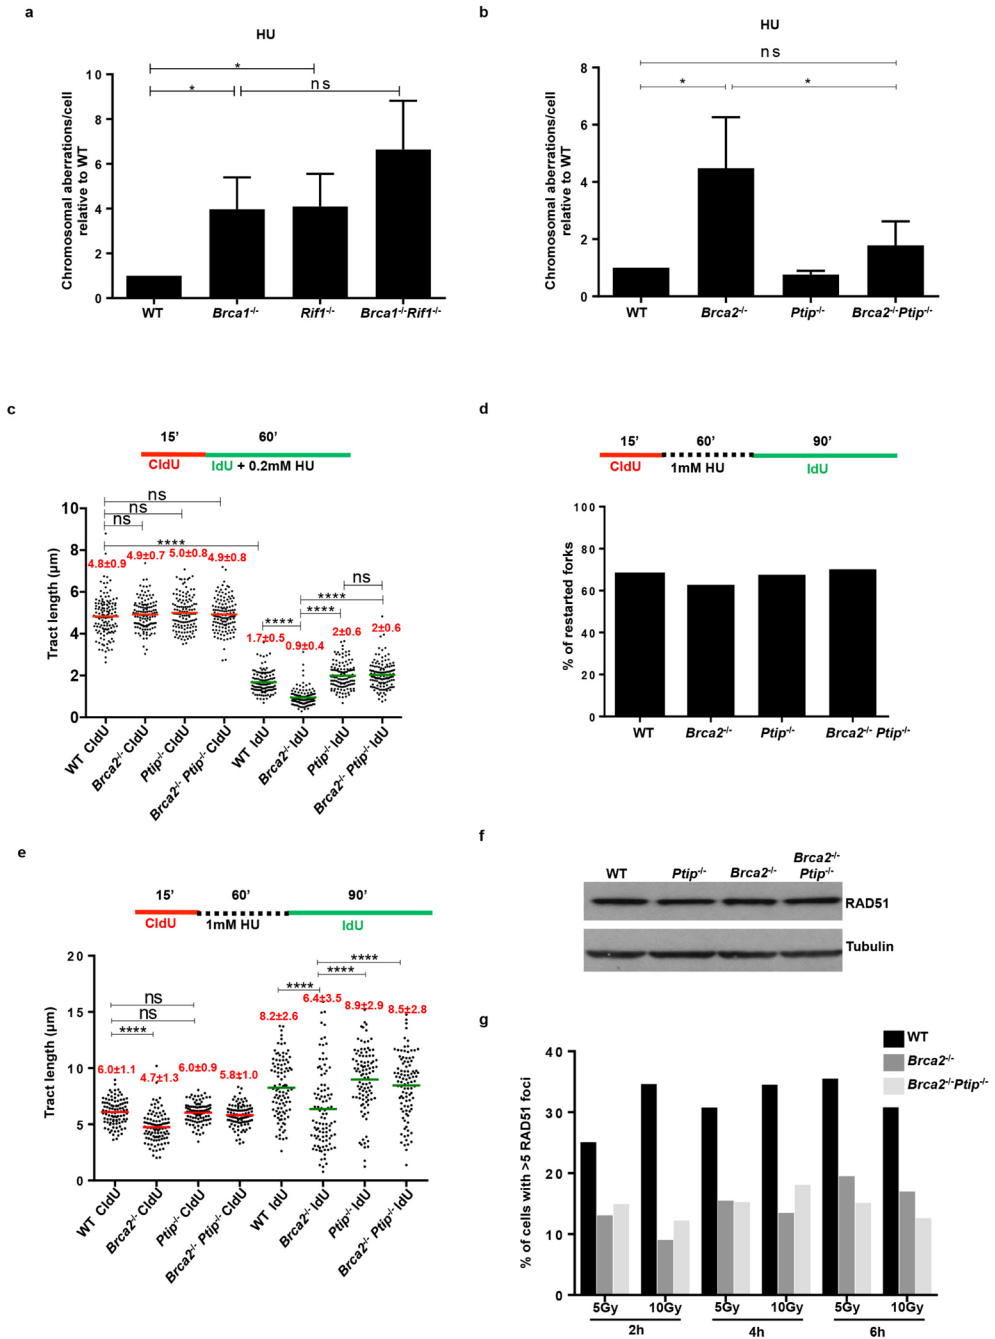 a
HU
*
*
ns
Chromosomal aberrations/cell
relative to WT
10
8
6
4
2
0
WT
Brca1-/-
Rif1-/-
Brca1-/-Rif1-/-
b
HU
ns
*
*
Chromosomal aberrations/cell
relative to WT
8
6
4
2
0
WT
Brca2-/-
Ptip-/-
Brca2-/-Ptip-/-
c
15’
60’
CldU
IdU + 0.2mM HU
ns
ns
ns
****
ns
****
****
****
4.8±0.9
4.9±0.7
5.0±0.8
4.9±0.8
1.7±0.5
0.9±0.4
2±0.6
2±0.6
Tract length (μm)
10
8
6
4
2
0
WT CldU
Brca2-/- CldU
Ptip-/- CldU
Brca2-/- Ptip-/- CldU
WT IdU
Brca2-/- IdU
Ptip-/- IdU
Brca2-/- Ptip-/- IdU
d
15’
60’
90’
CldU
1mM HU
IdU
% of restarted forks
100
80
60
40
20
0
WT
Brca2-/-
Ptip-/-
Brca2-/- Ptip-/-
e
15’
60’
90’
CldU
1mM HU
IdU
ns
ns
****
****
****
****
6.0±1.1
4.7±1.3
6.0±0.9
5.8±1.0
8.2±2.6
6.4±3.5
8.9±2.9
8.5±2.8
Tract length (μm)
20
15
10
5
0
WT CldU
Brca2-/- CldU
Ptip-/- CldU
Brca2-/- Ptip-/- CldU
WT IdU
Brca2-/- IdU
Ptip-/- IdU
Brca2-/- Ptip-/- IdU
f
WT
Ptip-/-
Brca2-/-
Brca2-/-
Ptip-/-
RAD51
Tubulin
g
WT
Brca2-/-
Brca2-/-Ptip-/-
% of cells with >5 RAD51 foci
40
30
20
10
0
5Gy
10Gy
5Gy
10Gy
5Gy
10Gy
2h
4h
6h